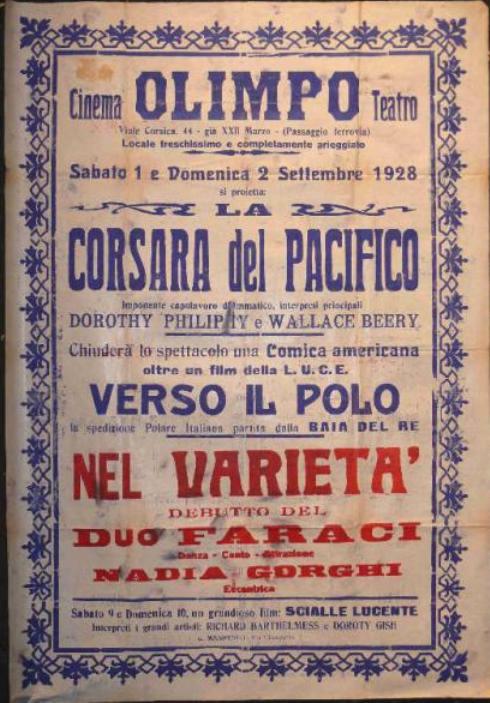 Cinema OLIMPO Teatro
Viale Corsica, 44 - già XXII Marzo - (Passaggio ferrovia)
Locale freschissimo e completamente arieggiato
Sabato 1 e Domenica 2 Settembre 1928
si proietta:
LA
CORSARA del PACIFICO
Imponente capolavoro drammatico, interpreti principali
DOROTHY PHILIPPY e WALLACE BEERY
Chiuderà lo spettacolo una Comica americana
oltre un film della L. U. C. E.
VERSO IL POLO
la spedizione Polare Italiana partita dalla BAIA DEL RE
NEL VARIETA'
DEBUTTO DEL
DUO FARACI
Danza - Canto - Attrazione
NADIA GORGHI
Eccentrica
Sabato 9 e Domenica 10, un grandioso film: SCIALLE LUCENTE
Interpreti i grandi artisti: RICHARD BARTHELMESS e DOROTY GISH